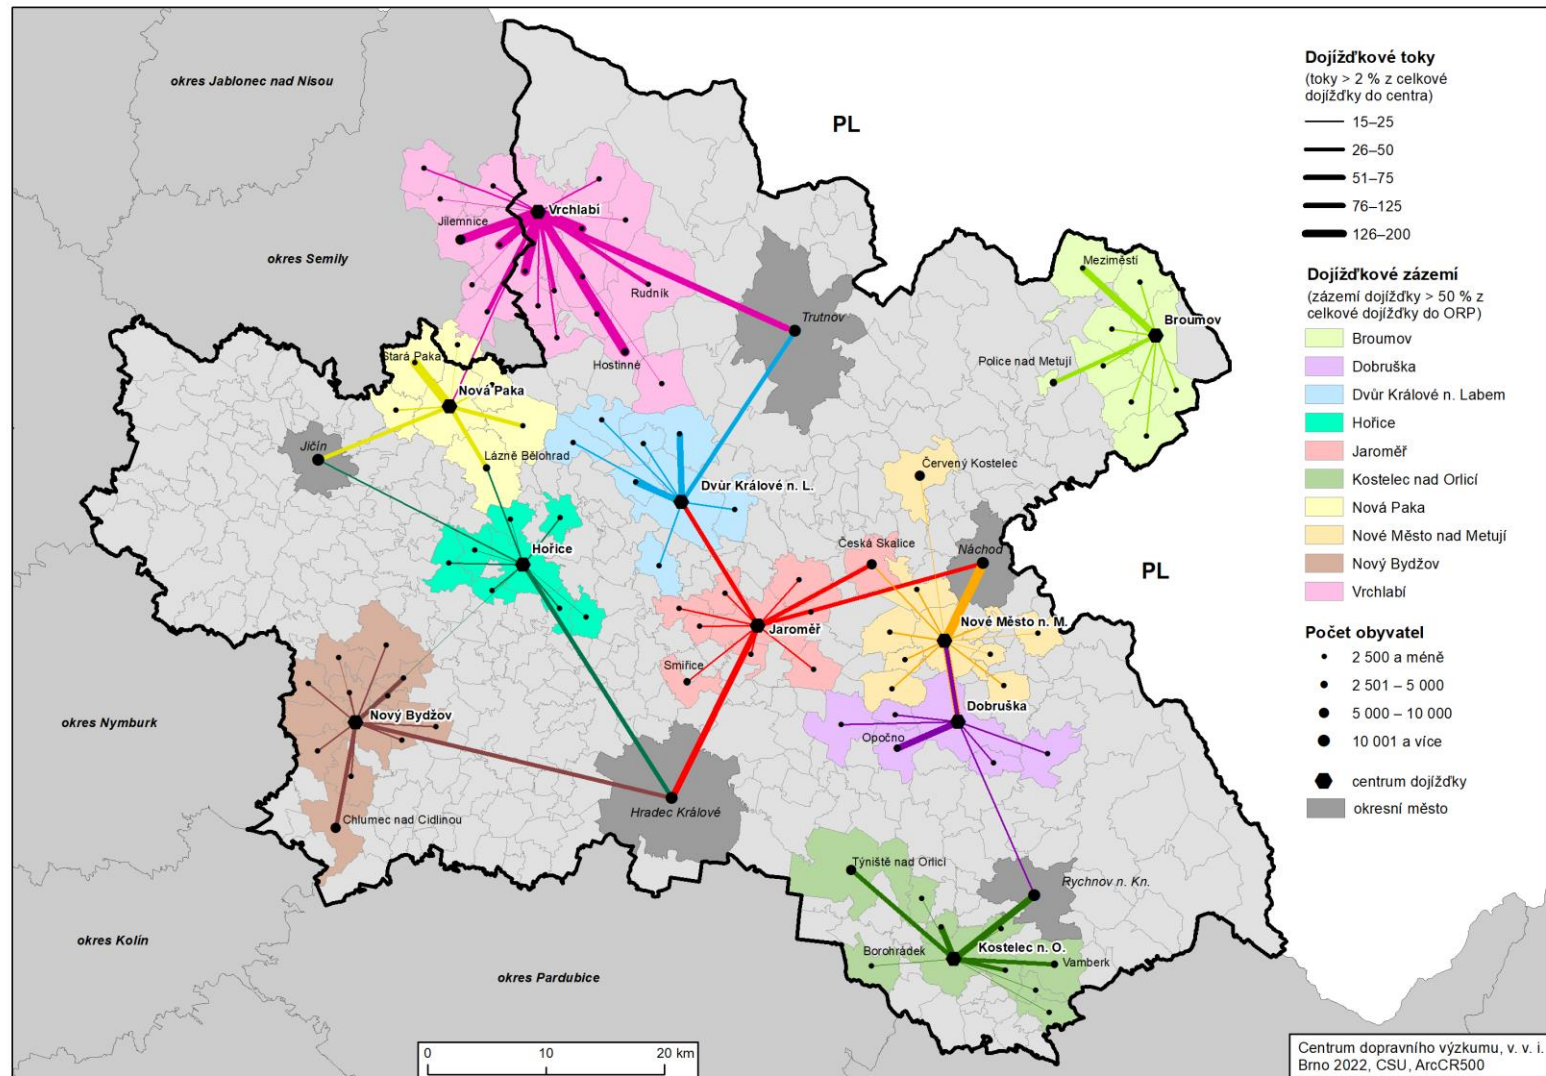 okres Jablonec nad Nisou
PL
Vrchlabí
Jilemnice
okres Semily
Rudník
Trutnov
Hostinné
Meziměstí
Broumov
Police nad Metují
Stará Paka
Nová Paka
Jičín
Lázně Bělohrad
Červený Kostelec
Dvůr Králové n. L.
Hořice
Česká Skalice
Náchod
PL
Jaroměř
Nové Město n. M.
Smiřice
okres Nymburk
Nový Bydžov
Dobruška
Opočno
Chlumec nad Cidlinou
Hradec Králové
Týniště nad Orlicí
Rychnov n. Kn.
okres Kolín
Borohrádek
Kostelec n. O.
Vamberk
okres Pardubice
0
10
20 km
Dojížďkové toky
(toky > 2 % z celkové
dojížďky do centra)
15–25
26–50
51–75
76–125
126–200
Dojížďkové zázemí
(zázemí dojížďky > 50 % z
celkové dojížďky do ORP)
Broumov
Dobruška
Dvůr Králové n. Labem
Hořice
Jaroměř
Kostelec nad Orlicí
Nová Paka
Nové Město nad Metují
Nový Bydžov
Vrchlabí
Počet obyvatel
2 500 a méně
2 501 – 5 000
5 000 – 10 000
10 001 a více
centrum dojížďky
okresní město
Centrum dopravního výzkumu, v. v. i.
Brno 2022, CSU, ArcCR500